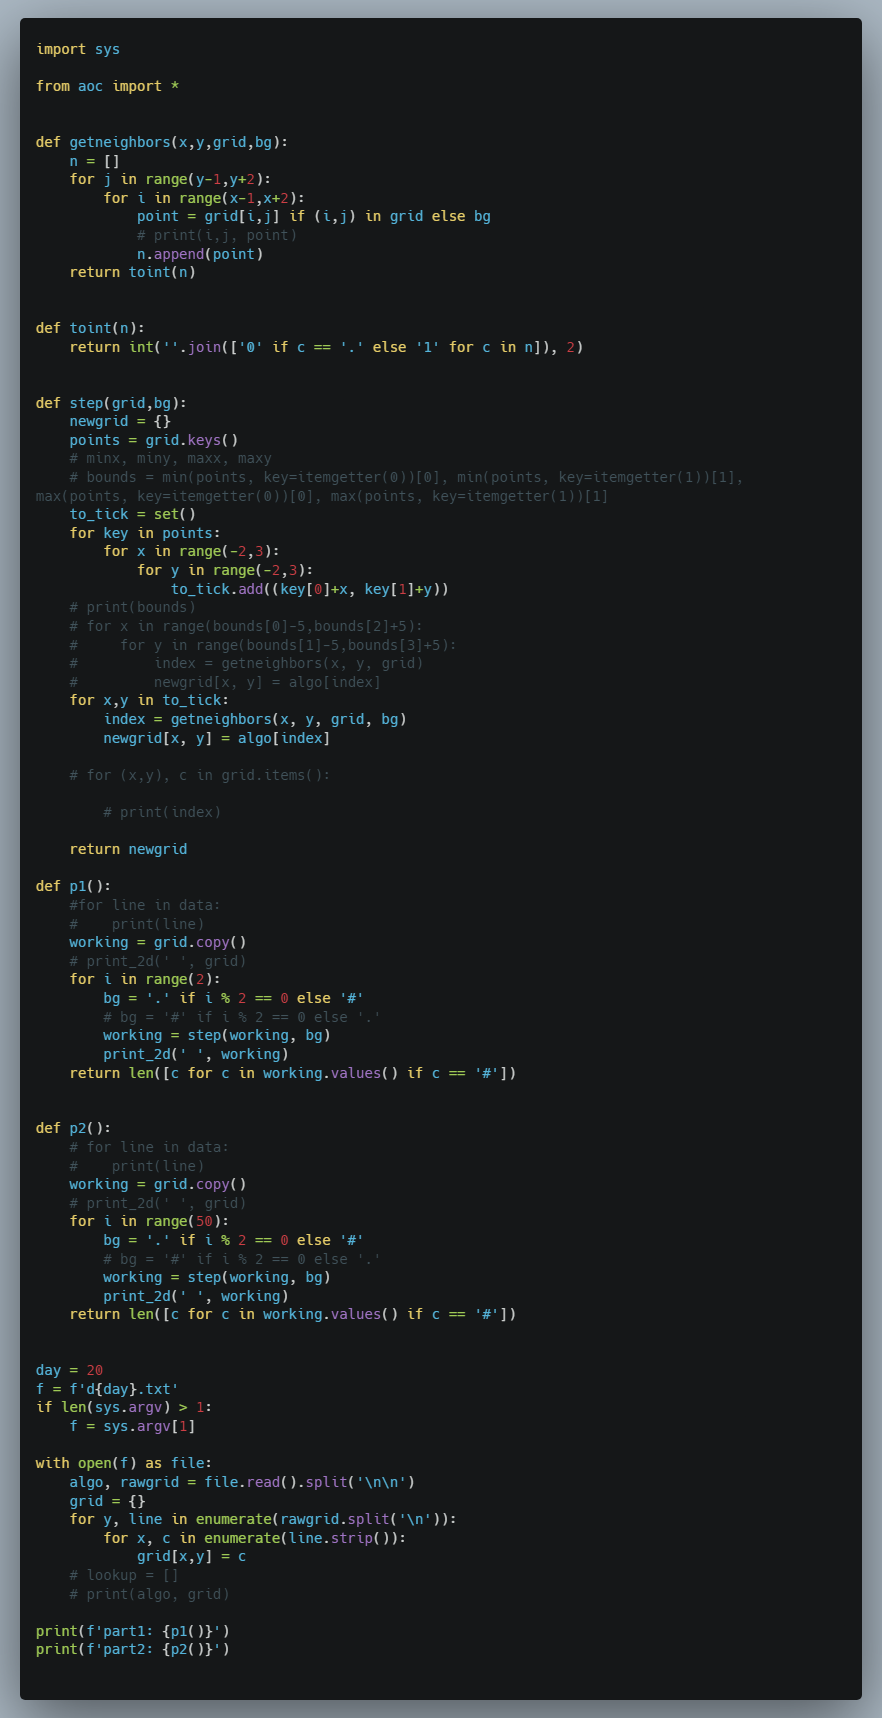 import sys

from aoc import *


def getneighbors(x,y,grid,bg):
    n = []
    for j in range(y-1,y+2):
        for i in range(x-1,x+2):
            point = grid[i,j] if (i,j) in grid else bg
            # print(i,j, point)
            n.append(point)
    return toint(n)


def toint(n):
    return int(''.join(['0' if c == '.' else '1' for c in n]), 2)


def step(grid,bg):
    newgrid = {}
    points = grid.keys()
    # minx, miny, maxx, maxy
    # bounds = min(points, key=itemgetter(0))[0], min(points, key=itemgetter(1))[1],
max(points, key=itemgetter(0))[0], max(points, key=itemgetter(1))[1]
    to_tick = set()
    for key in points:
        for x in range(-2,3):
            for y in range(-2,3):
                to_tick.add((key[0]+x, key[1]+y))
    # print(bounds)
    # for x in range(bounds[0]-5,bounds[2]+5):
    #     for y in range(bounds[1]-5,bounds[3]+5):
    #         index = getneighbors(x, y, grid)
    #         newgrid[x, y] = algo[index]
    for x,y in to_tick:
        index = getneighbors(x, y, grid, bg)
        newgrid[x, y] = algo[index]

    # for (x,y), c in grid.items():

        # print(index)

    return newgrid

def p1():
    #for line in data:
    #    print(line)
    working = grid.copy()
    # print_2d(' ', grid)
    for i in range(2):
        bg = '.' if i % 2 == 0 else '#'
        # bg = '#' if i % 2 == 0 else '.'
        working = step(working, bg)
        print_2d(' ', working)
    return len([c for c in working.values() if c == '#'])


def p2():
    # for line in data:
    #    print(line)
    working = grid.copy()
    # print_2d(' ', grid)
    for i in range(50):
        bg = '.' if i % 2 == 0 else '#'
        # bg = '#' if i % 2 == 0 else '.'
        working = step(working, bg)
        print_2d(' ', working)
    return len([c for c in working.values() if c == '#'])


day = 20
f = f'd{day}.txt'
if len(sys.argv) > 1:
    f = sys.argv[1]

with open(f) as file:
    algo, rawgrid = file.read().split('\n\n')
    grid = {}
    for y, line in enumerate(rawgrid.split('\n')):
        for x, c in enumerate(line.strip()):
            grid[x,y] = c
    # lookup = []
    # print(algo, grid)

print(f'part1: {p1()}')
print(f'part2: {p2()}')